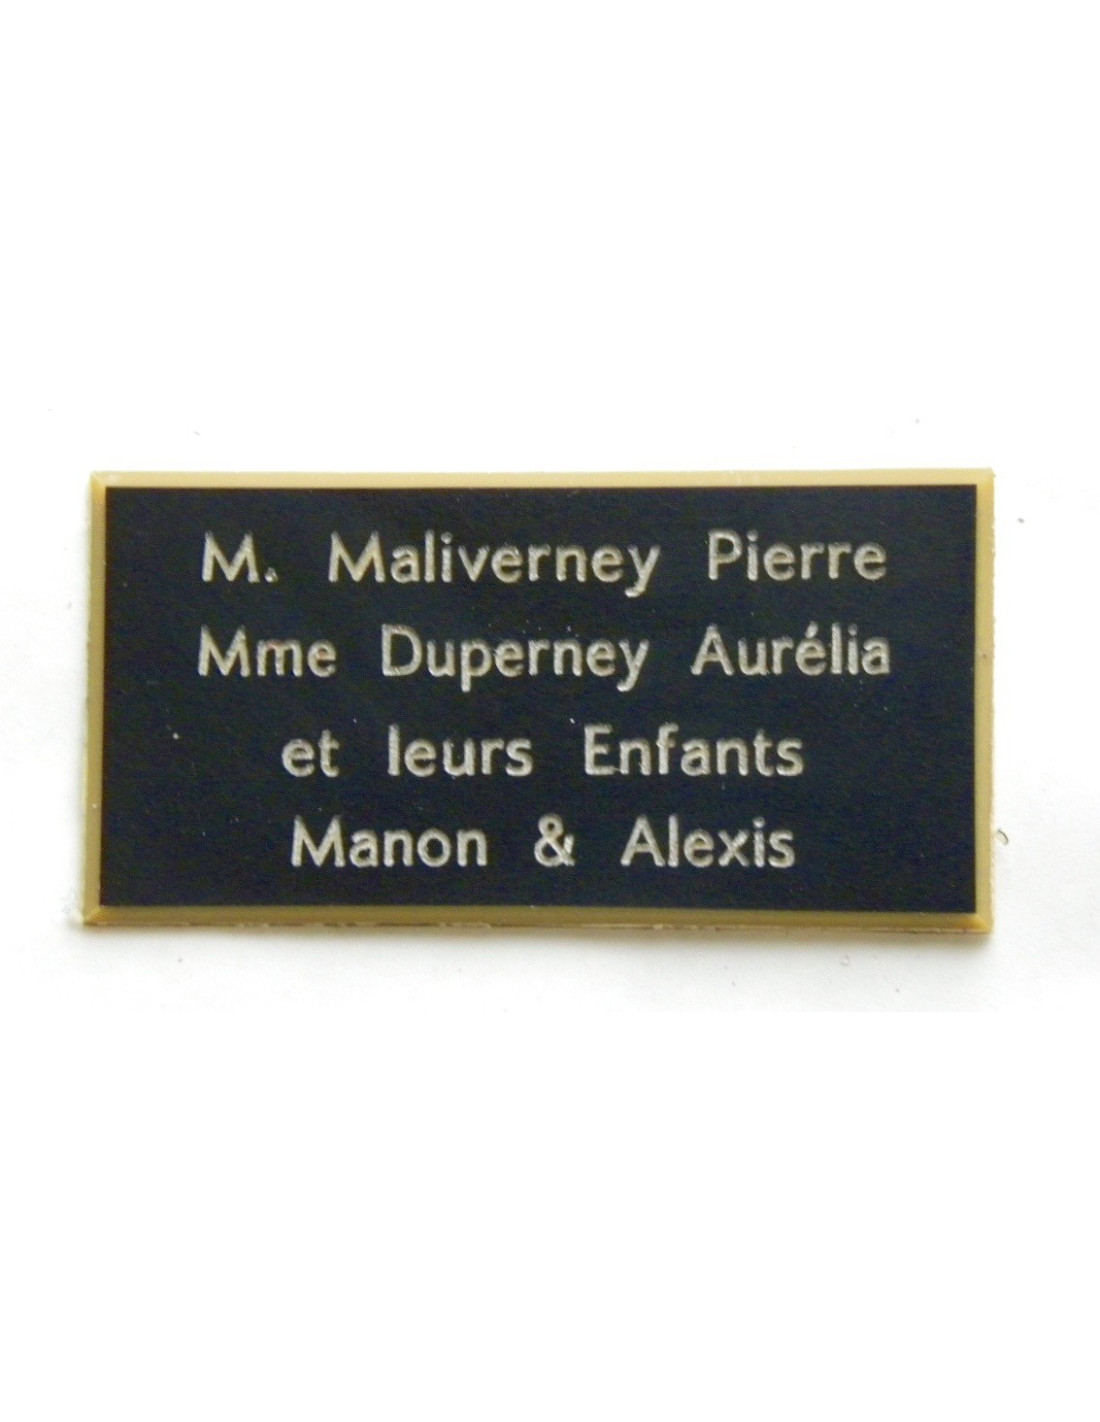 M. Maliverney Pierre
Mme Duperney Aurélia
et leurs Enfants
Manon & Alexis